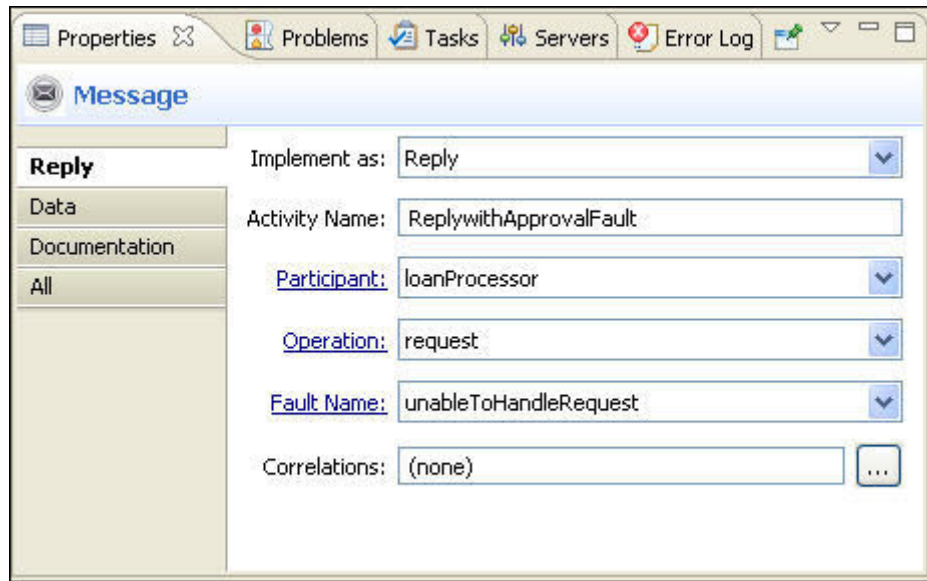 Properties Problems Tasks Servers Error Log
Message
Reply
Data
Documentation
All
Implement as: Reply
Activity Name: ReplywithApprovalFault
Participant: loanProcessor
Operation: request
Fault Name: unableToHandleRequest
Correlations: (none) ...